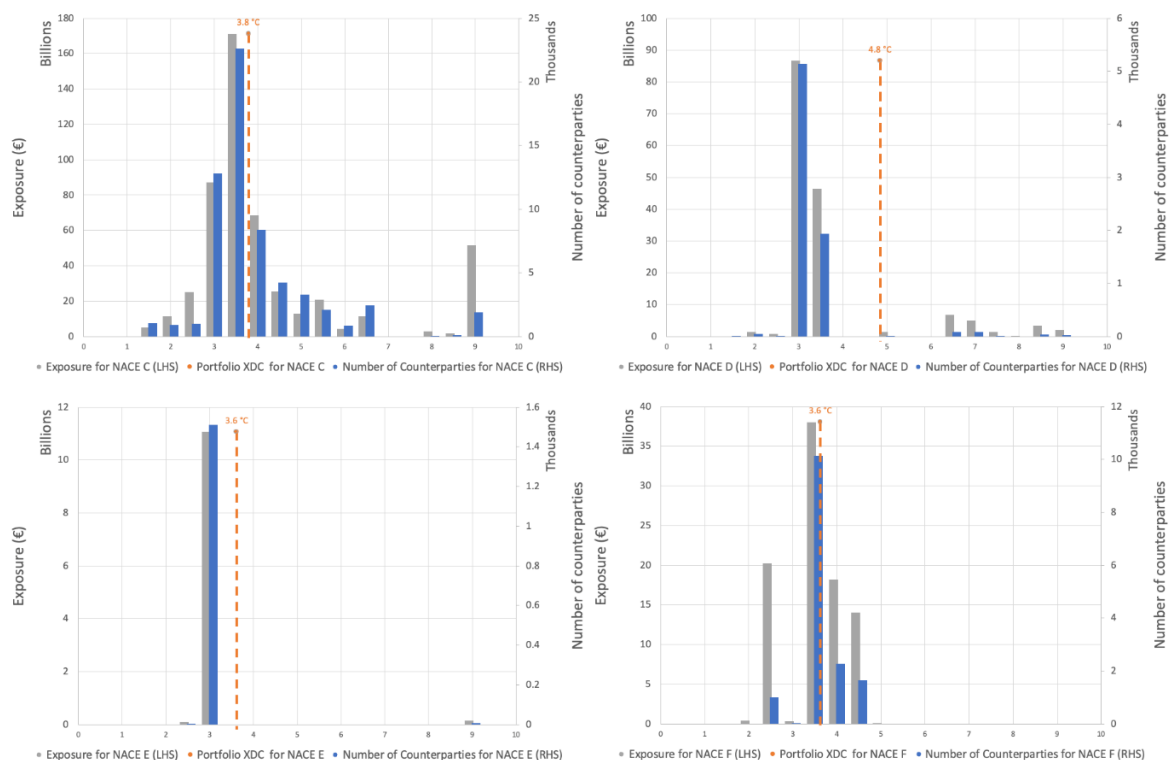 3.8 °C
180
160
140
120
100
80
60
40
20
0
Billions
Exposure (€)
25
20
15
10
5
0
Thousands
Number of counterparties
0 1 2 3 4 5 6 7 8 9 10
Exposure for NACE C (LHS) Portfolio XDC for NACE C Number of Counterparties for NACE C (RHS)
4.8 °C
100
90
80
70
60
50
40
30
20
10
0
Billions
Exposure (€)
6
5
4
3
2
1
0
Thousands
Number of counterparties
0 1 2 3 4 5 6 7 8 9 10
Exposure for NACE D (LHS) Portfolio XDC for NACE D Number of Counterparties for NACE D (RHS)
3.6 °C
12
10
8
6
4
2
0
Billions
Exposure (€)
1.6
1.4
1.2
1
0.8
0.6
0.4
0.2
0.0
Thousands
Number of counterparties
0 1 2 3 4 5 6 7 8 9 10
Exposure for NACE E (LHS) Portfolio XDC for NACE E Number of Counterparties for NACE E (RHS)
3.6 °C
40
35
30
25
20
15
10
5
0
Billions
Exposure (€)
12
10
8
6
4
2
0
Thousands
Number of counterparties
0 1 2 3 4 5 6 7 8 9 10
Exposure for NACE F (LHS) Portfolio XDC for NACE F Number of Counterparties for NACE F (RHS)